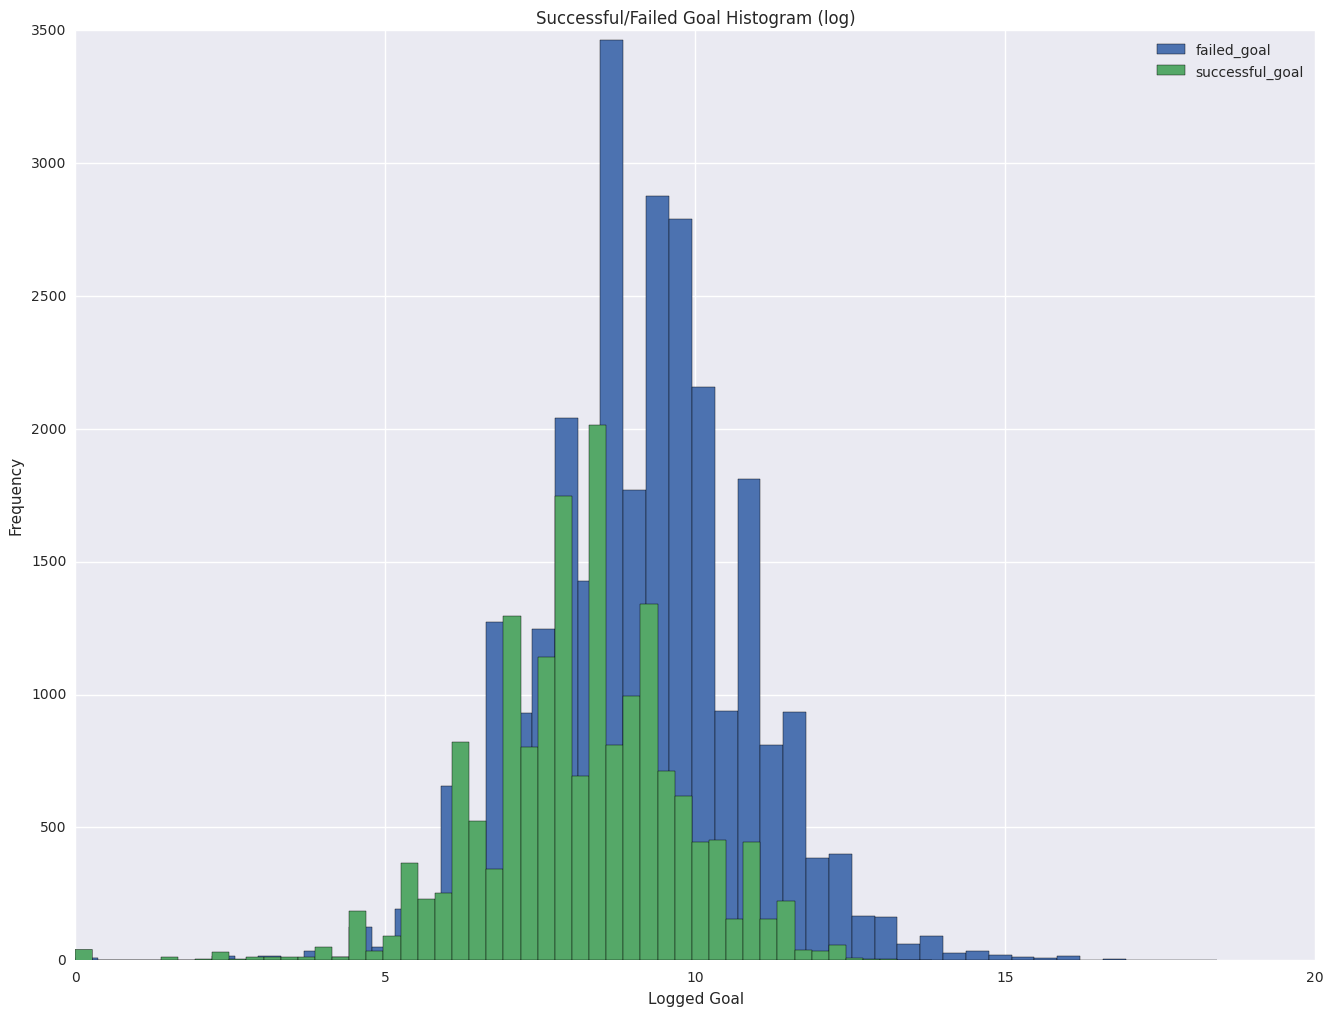 Successful/Failed Goal Histogram (log)
3500
3000
2500
2000
1500
1000
500
0
Frequency
failed_goal
successful_goal
0 5 10 15 20
Logged Goal